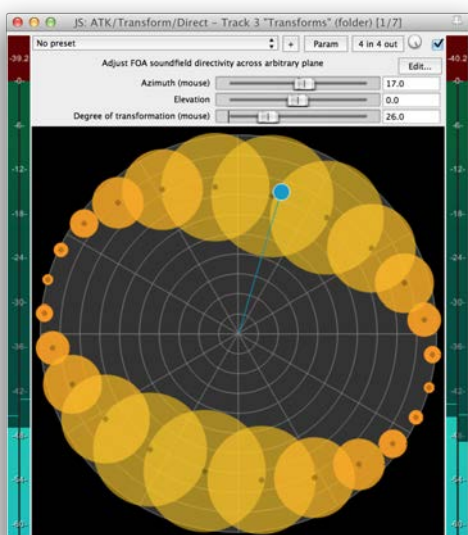 JS: ATK/Transform/Direct - Track 3 "Transforms" (folder) [1/7]
No preset + Param 4 in 4 out
-39.2 -40.2
Adjust FOA soundfield directivity across arbitrary plane Edit...
Azimuth (mouse) 17.0
Elevation 0.0
Degree of transformation (mouse) 26.0
-0- -0-
-6- -6-
-12- -12-
-18- -18-
-24- -24-
-30- -30-
-36- -36-
-42- -42-
-54- -54-
-60- -60-